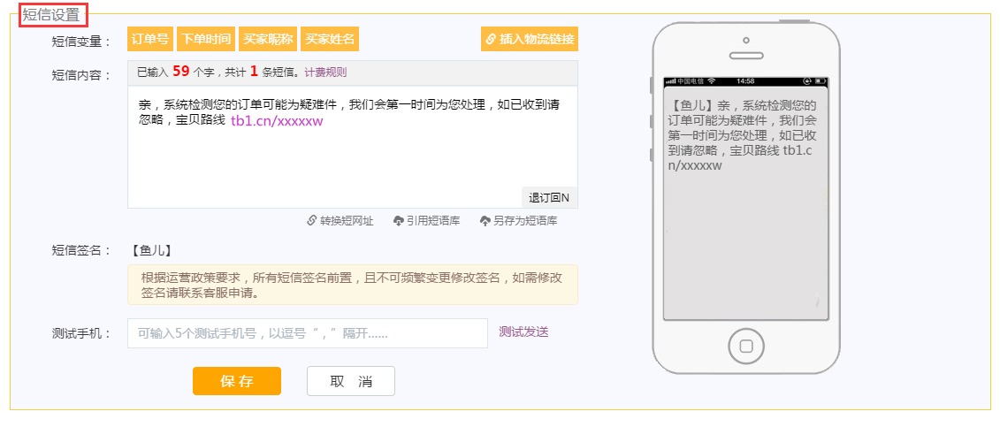 短信设置
短信变量： 订单号 下单时间 买家昵称 买家姓名 插入物流链接
短信内容： 已输入 59 个字，共计 1 条短信。计费规则
亲，系统检测您的订单可能为疑难件，我们会第一时间为您处理，如已收到请
忽略，宝贝路线 tb1.cn/xxxxxw
退订回N
转换短网址 引用短语库 另存为短语库
短信签名： 【鱼儿】
根据运营政策要求，所有短信签名前置，且不可频繁变更修改签名，如需修改
签名请联系客服申请。
测试手机： 可输入5个测试手机号，以逗号“，”隔开...... 测试发送
保 存 取 消
中国电信 14:58
【鱼儿】亲，系统检测您的
订单可能为疑难件，我们会
第一时间为您处理，如已收
到请忽略，宝贝路线 tb1.c
n/xxxxxw